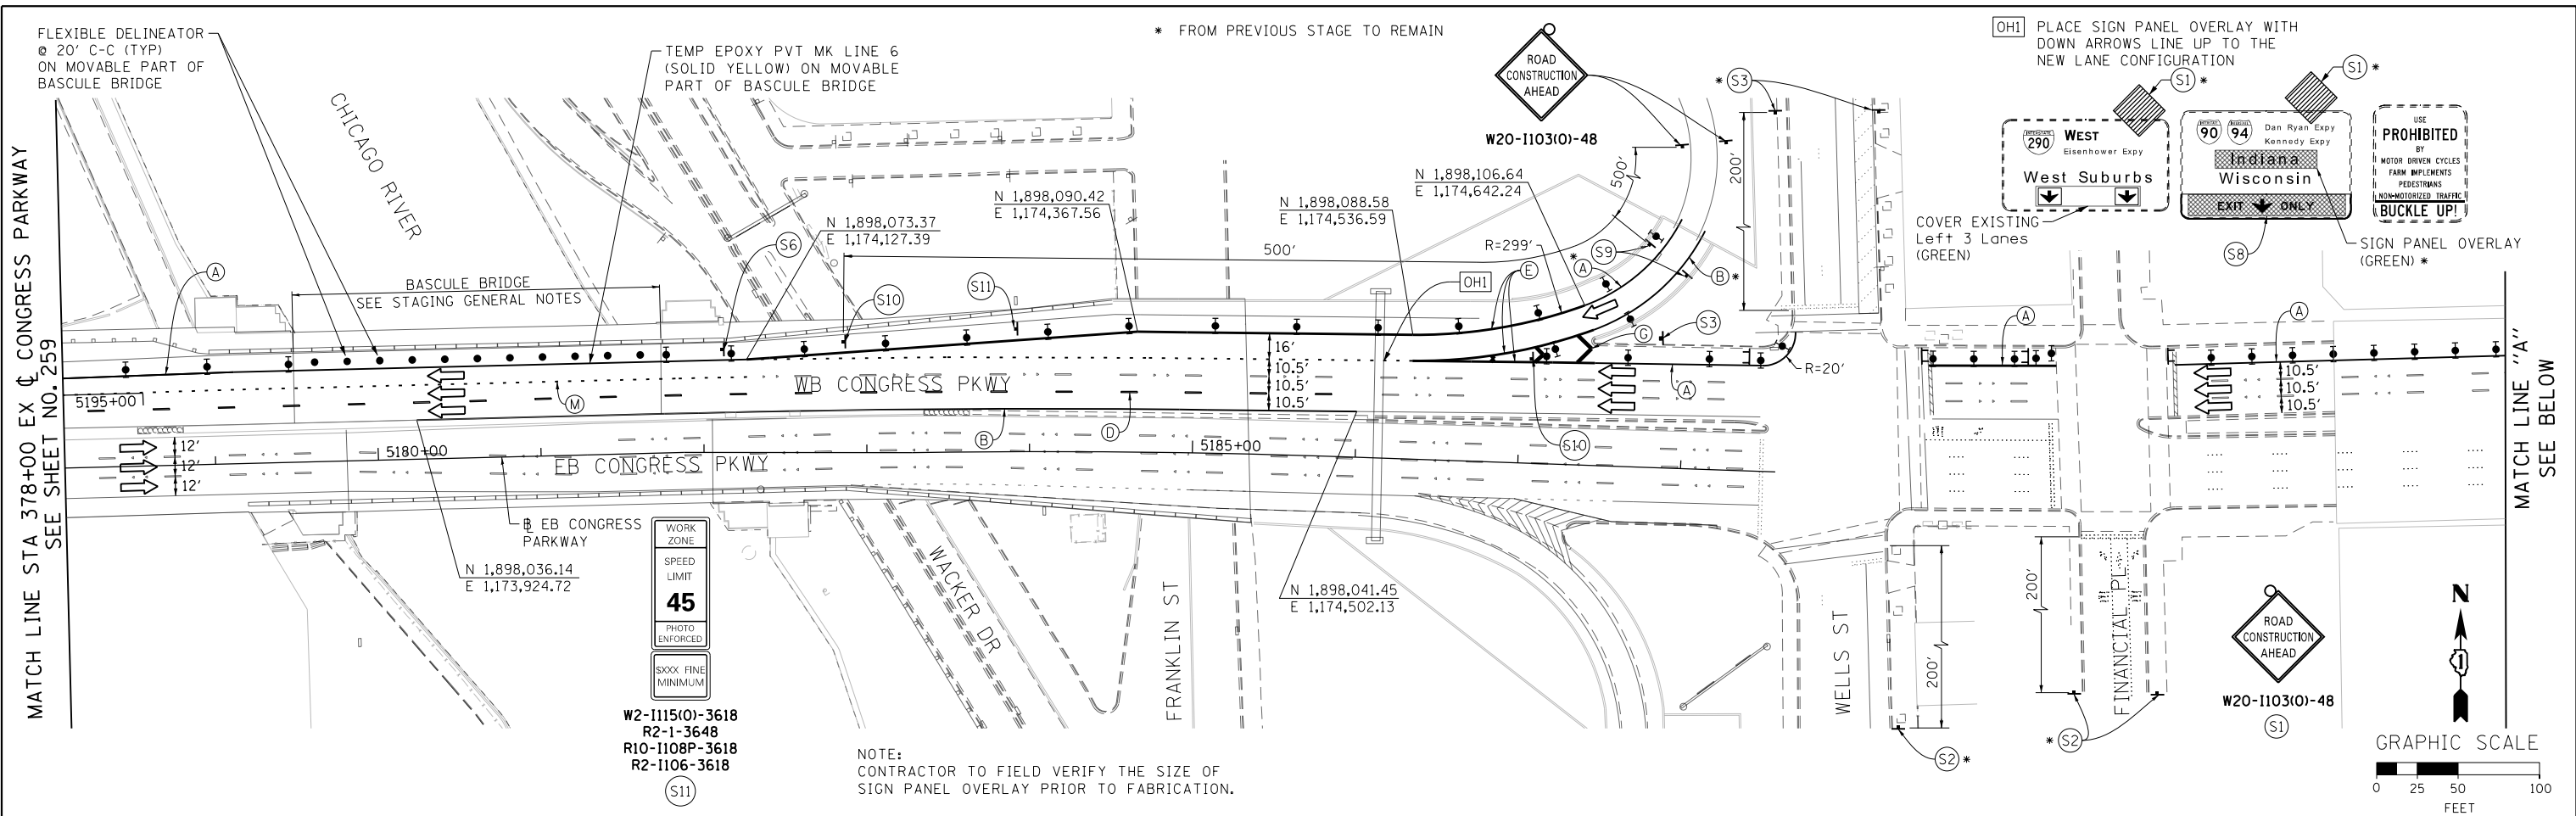 FLEXIBLE DELINEATOR
@ 20' C-C (TYP)
ON MOVABLE PART OF
BASCULE BRIDGE
TEMP EPOXY PVT MK LINE 6
(SOLID YELLOW) ON MOVABLE
PART OF BASCULE BRIDGE
* FROM PREVIOUS STAGE TO REMAIN
ROAD
CONSTRUCTION
AHEAD
W20-I103(O)-48
* S3
OH1 PLACE SIGN PANEL OVERLAY WITH
DOWN ARROWS LINE UP TO THE
NEW LANE CONFIGURATION
S1 *
S1 *
INTERSTATE
290
WEST
Eisenhower Expy
West Suburbs
90
94
Dan Ryan Expy
Kennedy Expy
Indiana
Wisconsin
EXIT ONLY
USE
PROHIBITED
BY
MOTOR DRIVEN CYCLES
FARM IMPLEMENTS
PEDESTRIANS
NON-MOTORIZED TRAFFIC
BUCKLE UP!
COVER EXISTING
Left 3 Lanes
(GREEN)
S8
SIGN PANEL OVERLAY
(GREEN) *
MATCH LINE STA 378+00 EX ℄ CONGRESS PARKWAY
SEE SHEET NO. 259
CHICAGO RIVER
A
BASCULE BRIDGE
SEE STAGING GENERAL NOTES
S6
N 1,898,073.37
E 1,174,127.39
N 1,898,090.42
E 1,174,367.56
N 1,898,088.58
E 1,174,536.59
N 1,898,106.64
E 1,174,642.24
500'
500'
200'
S10
S11
OH1
R=299'
E
* A
S9
B *
G
S3
R=20'
A
A
A
16'
10.5'
10.5'
10.5'
10.5'
10.5'
10.5'
5195+00
WB CONGRESS PKWY
M
B
D
S10
12'
12'
12'
5180+00
5185+00
EB CONGRESS PKWY
B EB CONGRESS
PARKWAY
N 1,898,036.14
E 1,173,924.72
N 1,898,041.45
E 1,174,502.13
WORK
ZONE
SPEED
LIMIT
45
PHOTO
ENFORCED
$XXX FINE
MINIMUM
W2-I115(O)-3618
R2-1-3648
R10-I108P-3618
R2-I106-3618
S11
WACKER DR
FRANKLIN ST
WELLS ST
FINANCIAL PL
200'
200'
S2 *
* S2
NOTE:
CONTRACTOR TO FIELD VERIFY THE SIZE OF
SIGN PANEL OVERLAY PRIOR TO FABRICATION.
ROAD
CONSTRUCTION
AHEAD
W20-I103(O)-48
S1
N
MATCH LINE "A"
SEE BELOW
GRAPHIC SCALE
0 25 50 100
FEET